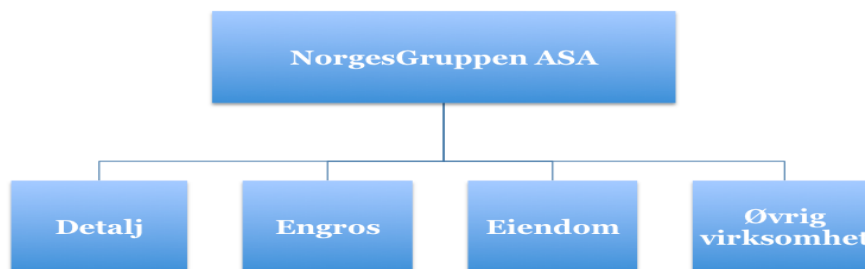 NorgesGruppen ASA
Detalj
Engros
Eiendom
Øvrig
virksomhet